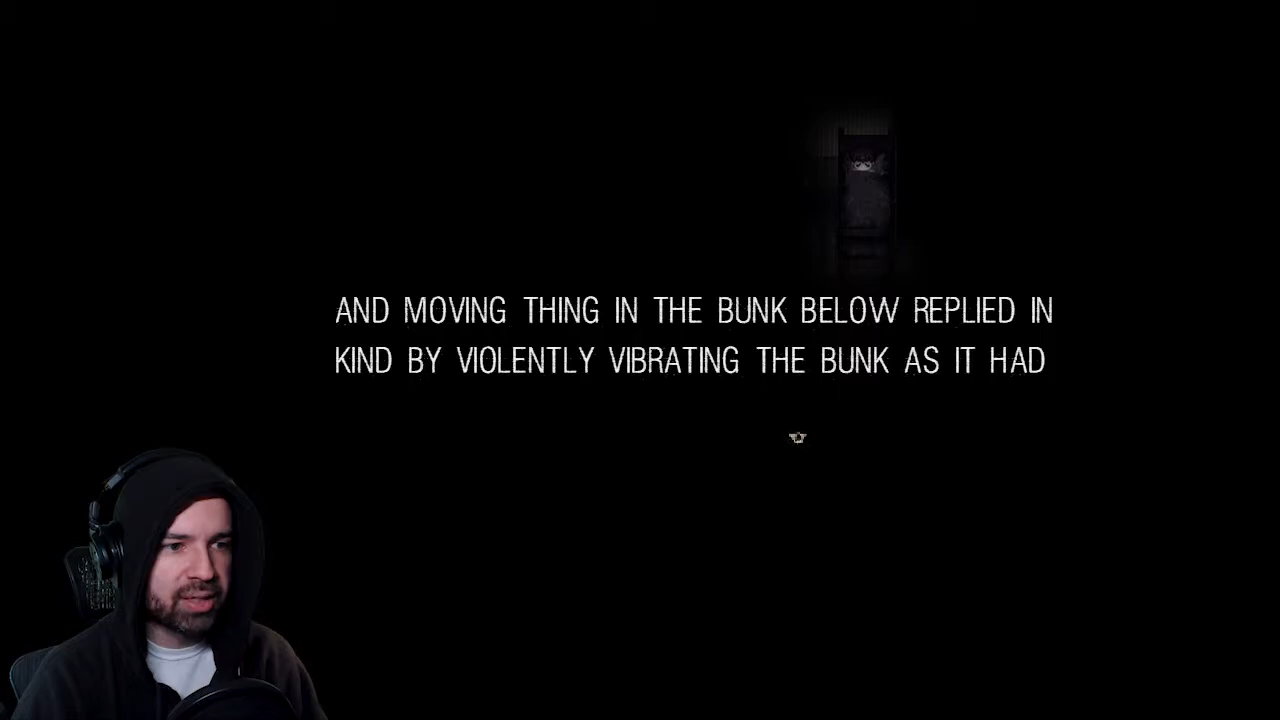 AND MOVING THING IN THE BUNK BELOW REPLIED IN
KIND BY VIOLENTLY VIBRATING THE BUNK AS IT HAD